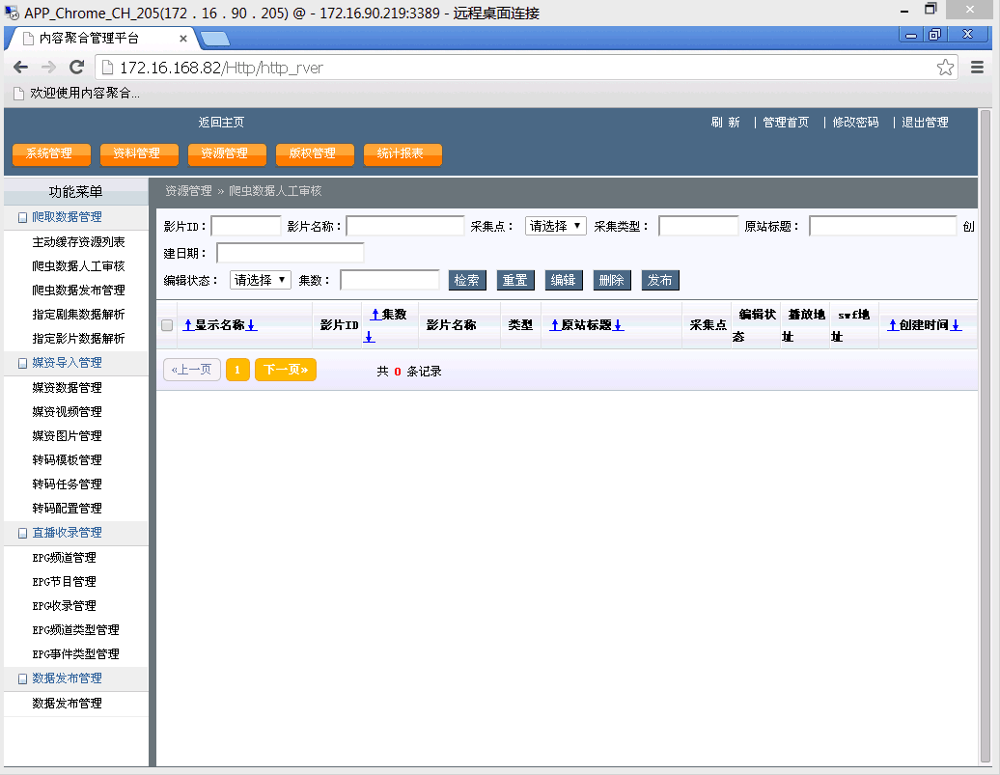 APP_Chrome_CH_205(172．16．90．205) @ - 172.16.90.219:3389 - 远程桌面连接
内容聚合管理平台
172.16.168.82/Http/http_rver
欢迎使用内容聚合...
返回主页 刷 新 | 管理首页 | 修改密码 | 退出管理
系统管理 资料管理 资源管理 版权管理 统计报表
功能菜单
资源管理 » 爬虫数据人工审核
爬取数据管理
主动缓存资源列表
爬虫数据人工审核
爬虫数据发布管理
指定剧集数据解析
指定影片数据解析
媒资导入管理
媒资数据管理
媒资视频管理
媒资图片管理
转码模板管理
转码任务管理
转码配置管理
直播收录管理
EPG频道管理
EPG节目管理
EPG收录管理
EPG频道类型管理
EPG事件类型管理
数据发布管理
数据发布管理
影片ID： 影片名称： 采集点： 请选择 ▼ 采集类型： 原站标题： 创
建日期：
编辑状态： 请选择 ▼ 集数： 检索 重置 编辑 删除 发布
↑显示名称↓ 影片ID ↑集数↓ 影片名称 类型 ↑原站标题↓ 采集点 编辑状态 播放地址 swf地址 ↑创建时间↓
«上一页 1 下一页» 共 0 条记录